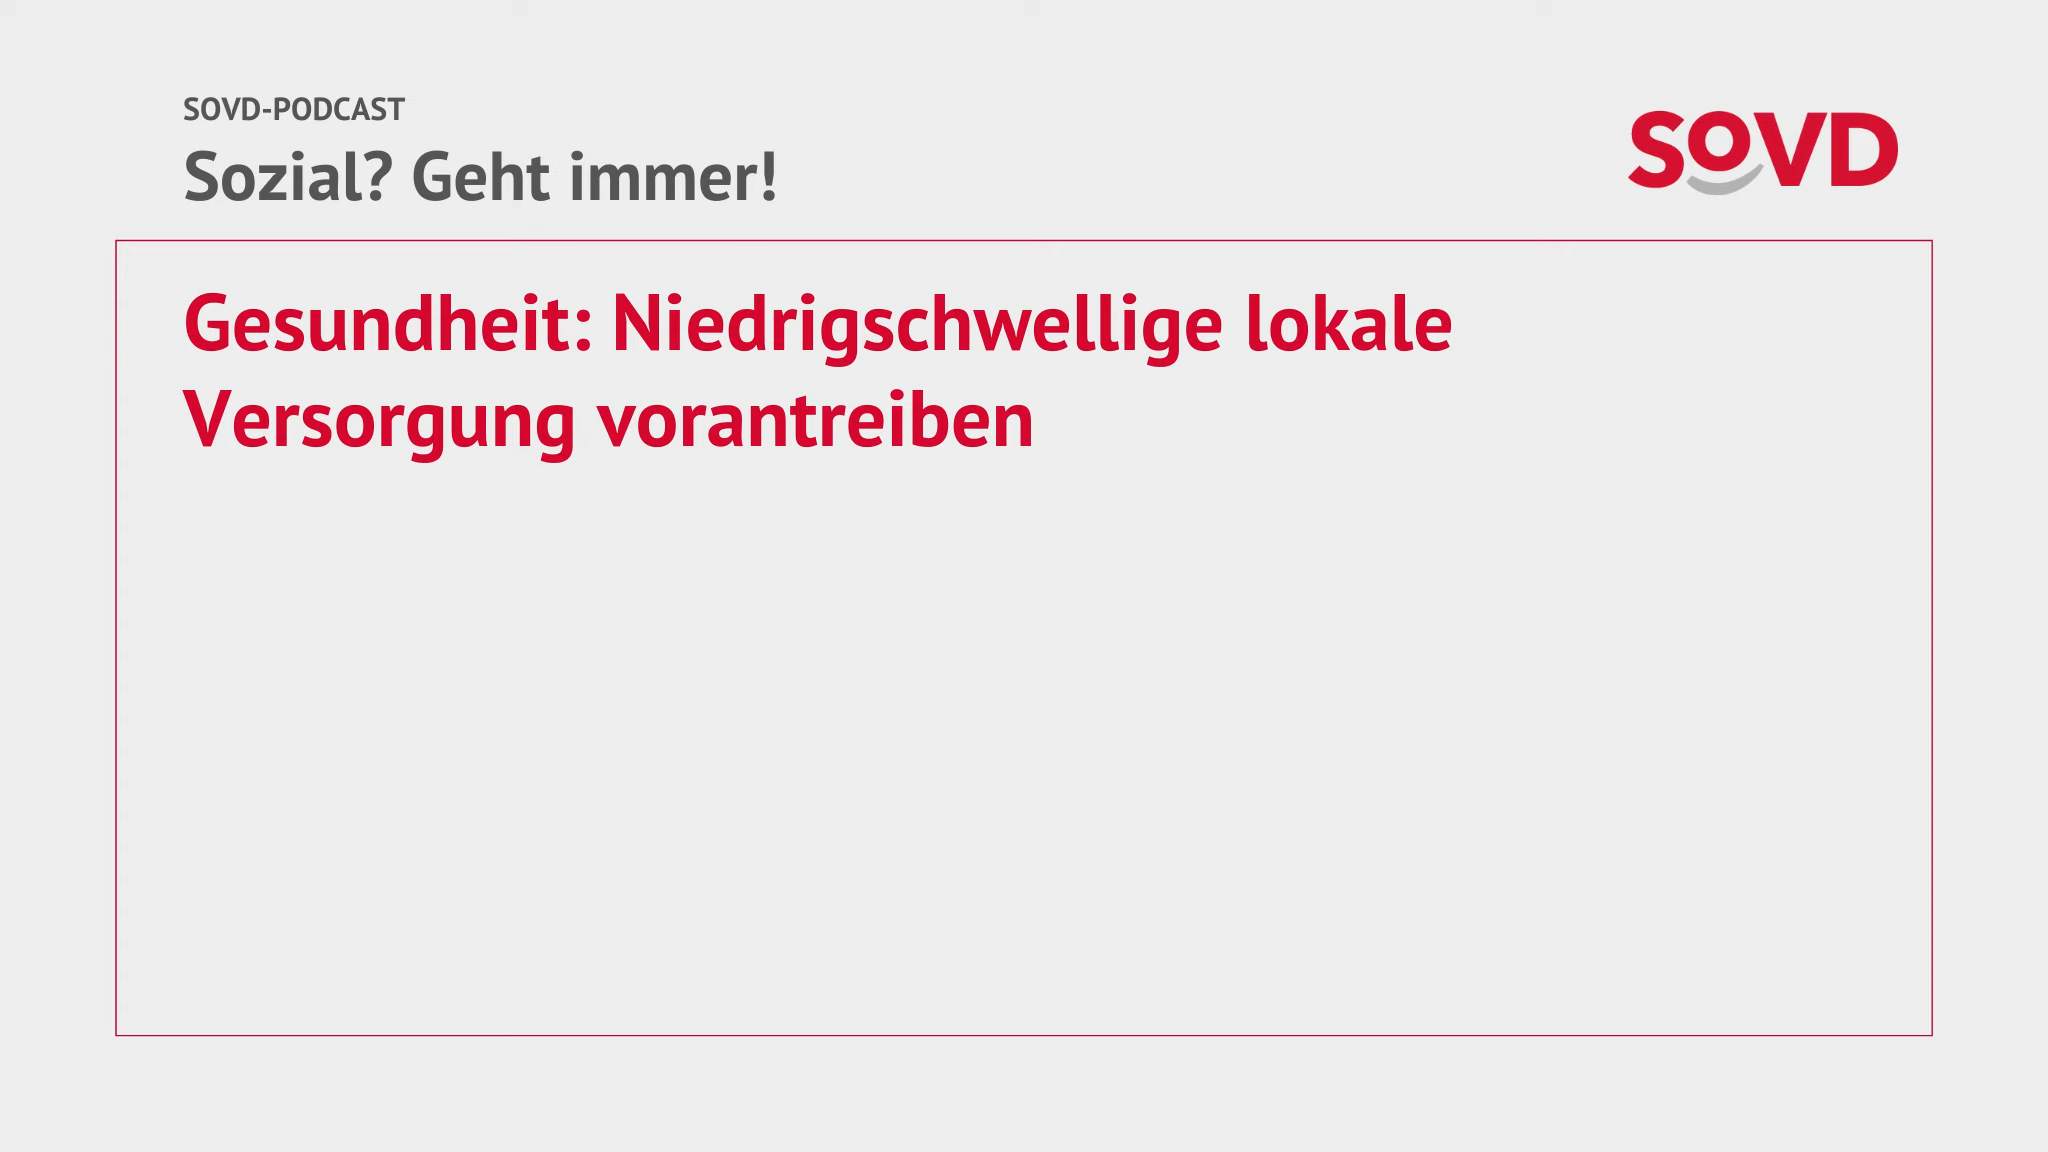 SOVD-PODCAST
Sozial? Geht immer!
SoVD
Gesundheit: Niedrigschwellige lokale
Versorgung vorantreiben